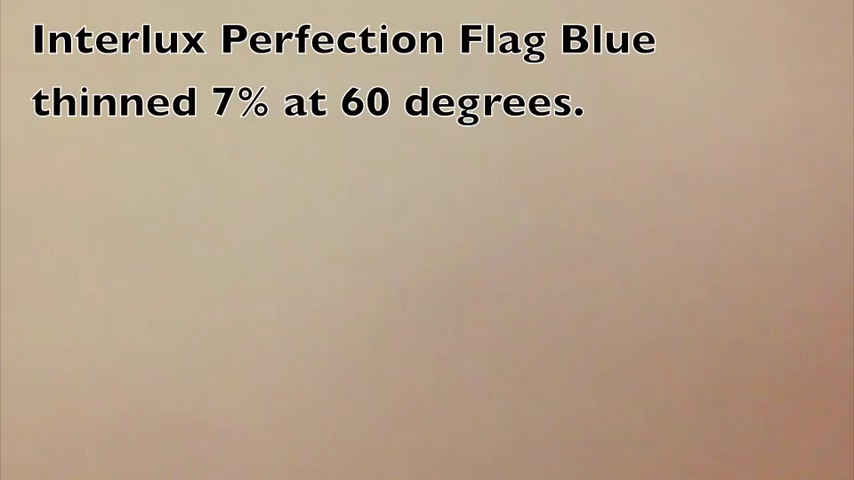 Interlux Perfection Flag Blue
thinned 7% at 60 degrees.